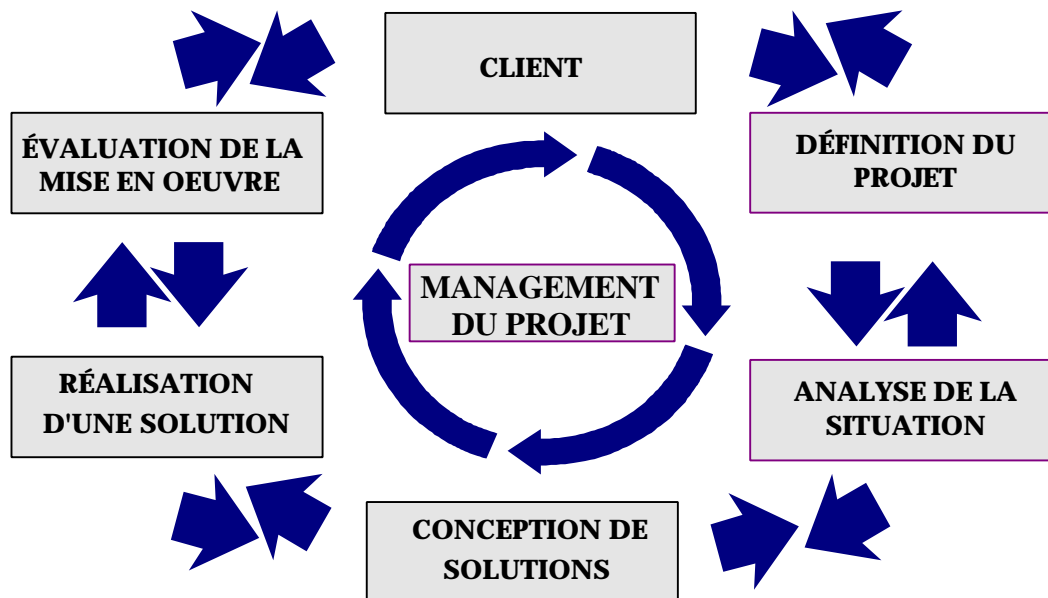 CLIENT
DÉFINITION DU
PROJET
ANALYSE DE LA
SITUATION
CONCEPTION DE
SOLUTIONS
RÉALISATION
D'UNE SOLUTION
ÉVALUATION DE LA
MISE EN OEUVRE
MANAGEMENT
DU PROJET